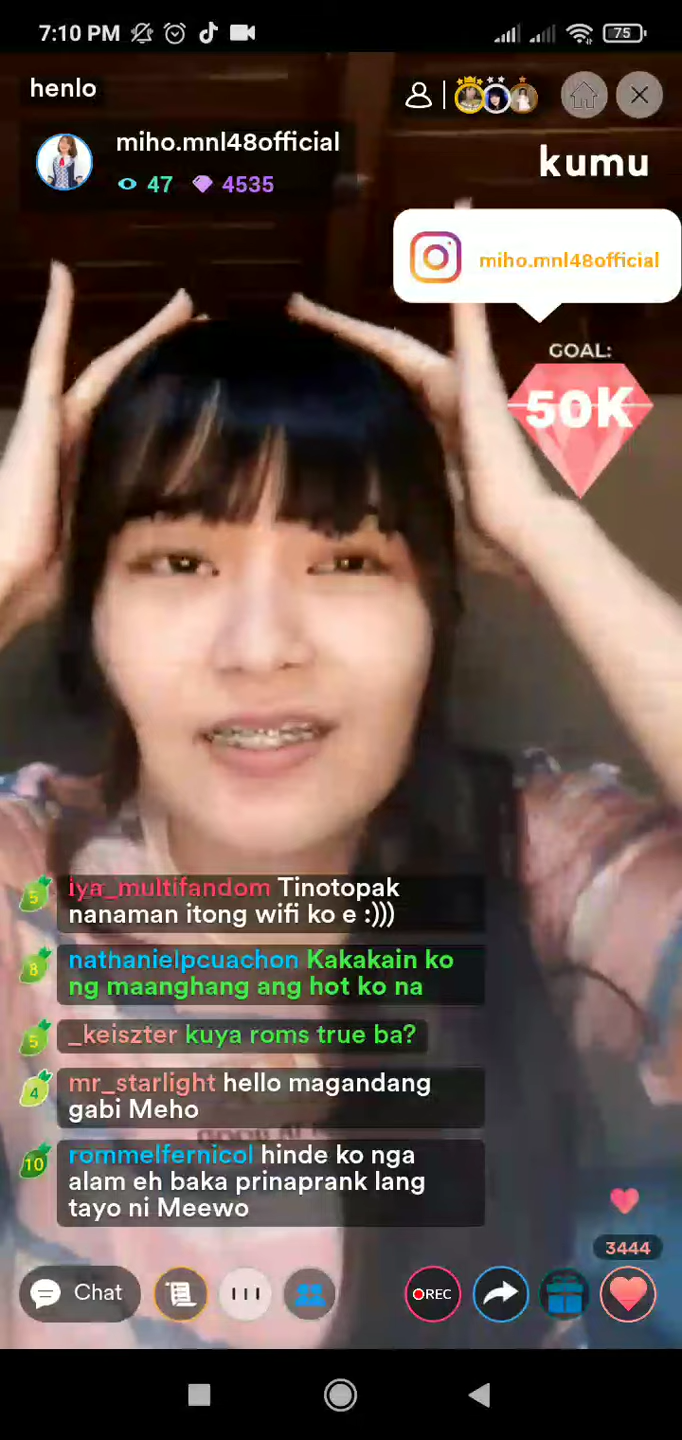 7:10 PM
75
henlo
miho.mnl48official
47 4535
kumu
miho.mnl48official
GOAL:
50K
5 iya_multifandom Tinotopak
nanaman itong wifi ko e :)))
8 nathanielpcuachon Kakakain ko
ng maanghang ang hot ko na
5 _keiszter kuya roms true ba?
4 mr_starlight hello magandang
gabi Meho
10 rommelfernicol hinde ko nga
alam eh baka prinaprank lang
tayo ni Meewo
3444
Chat
REC